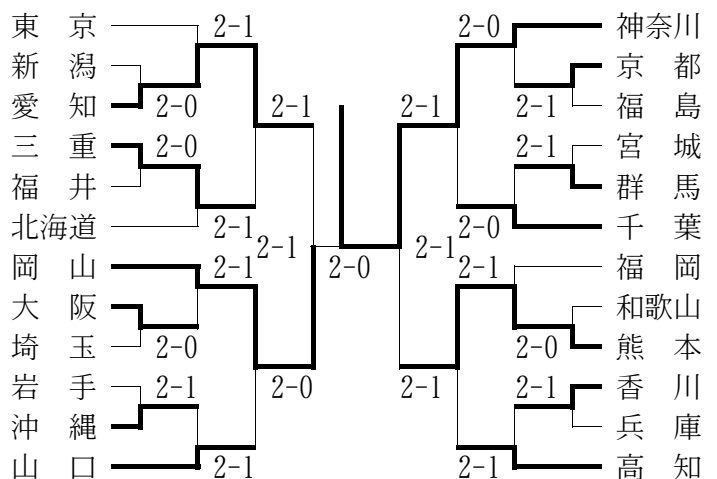 東 京 2-1 2-0 神奈川
新 潟 京 都
愛 知 2-0 2-1 2-1 2-1 福 島
三 重 2-0 2-1 宮 城
福 井 群 馬
北海道 2-1 2-0 千 葉
2-1 2-0 2-1
岡 山 2-1 2-1 福 岡
大 阪 和歌山
埼 玉 2-0 2-0 熊 本
岩 手 2-1 2-0 2-1 2-1 香 川
沖 縄 兵 庫
山 口 2-1 2-1 高 知